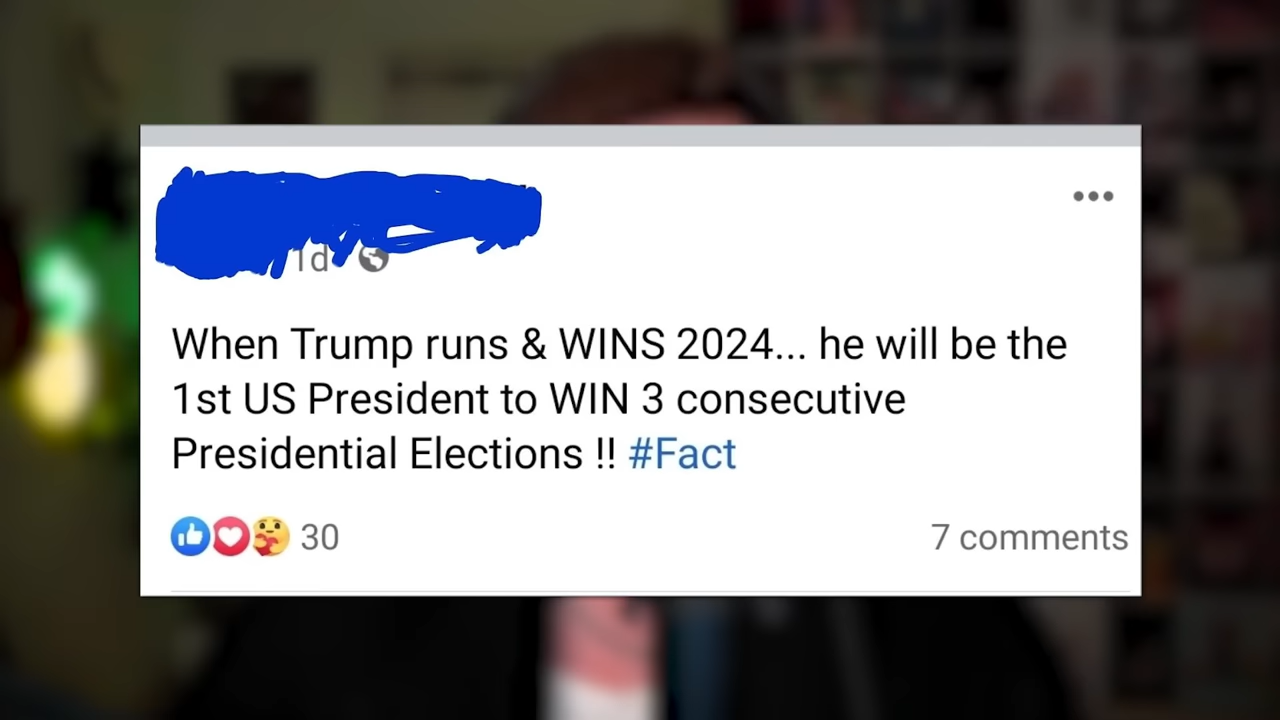 1d
When Trump runs & WINS 2024... he will be the
1st US President to WIN 3 consecutive
Presidential Elections !! #Fact
30
7 comments